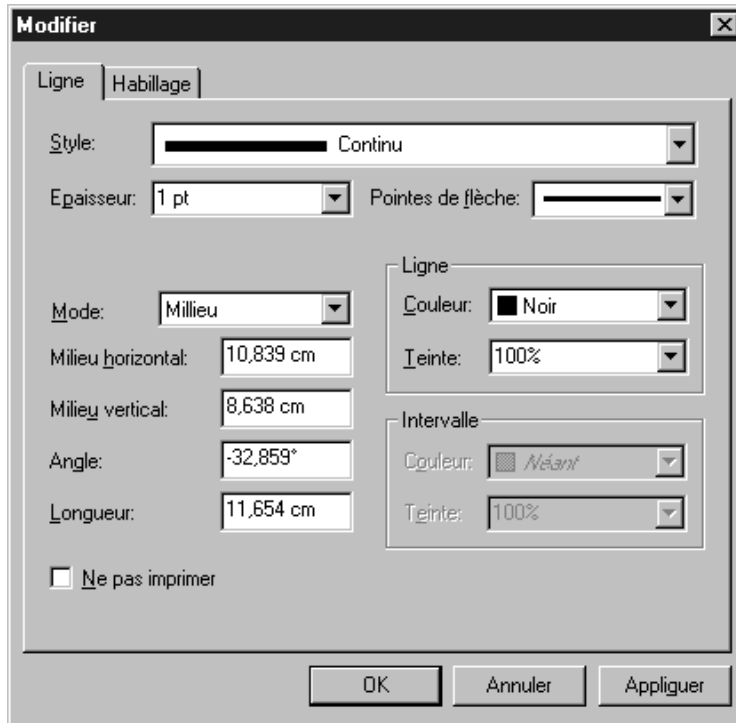 Modifier
Ligne
Habillage
Style:
Continu
Epaisseur:
1 pt
Pointes de flèche:
Mode:
Millieu
Milieu horizontal:
10,839 cm
Milieu vertical:
8,638 cm
Angle:
-32,859°
Longueur:
11,654 cm
Ne pas imprimer
Ligne
Couleur:
Noir
Teinte:
100%
Intervalle
Couleur:
Néant
Teinte:
100%
OK
Annuler
Appliguer